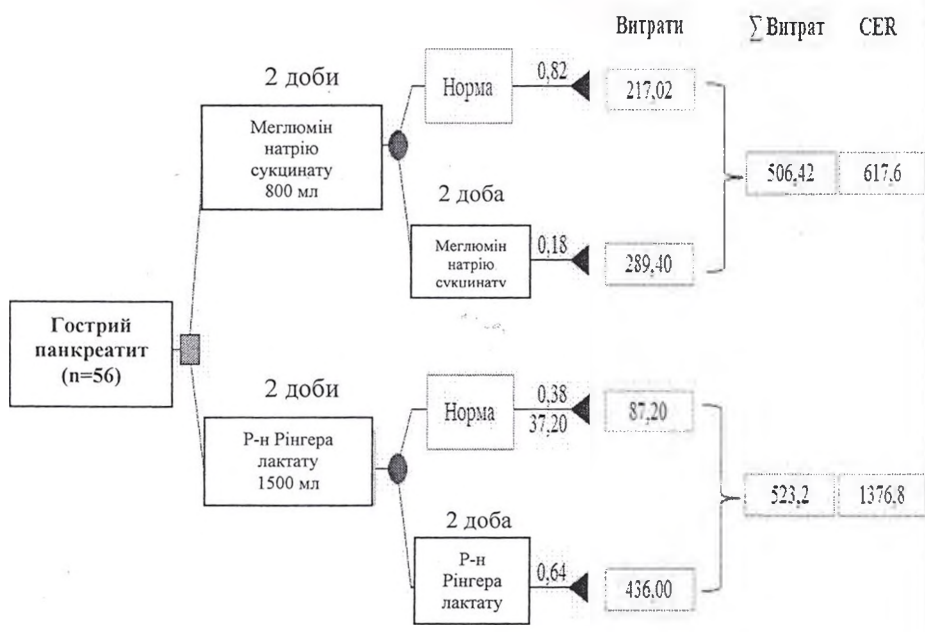 Витрати ∑ Витрат CER
2 доби
Меглюмін
натрію
сукцинату
800 мл
Норма
0,82
217,02
506,42 617,6
2 доба
Меглюмін
натрію
сукцинату
0,18
289,40
Гострий
панкреатит
(n=56)
2 доби
Р-н Рінгера
лактату
1500 мл
Норма
0,38
37,20
87,20
523,2 1376,8
2 доба
Р-н
Рінгера
лактату
0,64
436,00